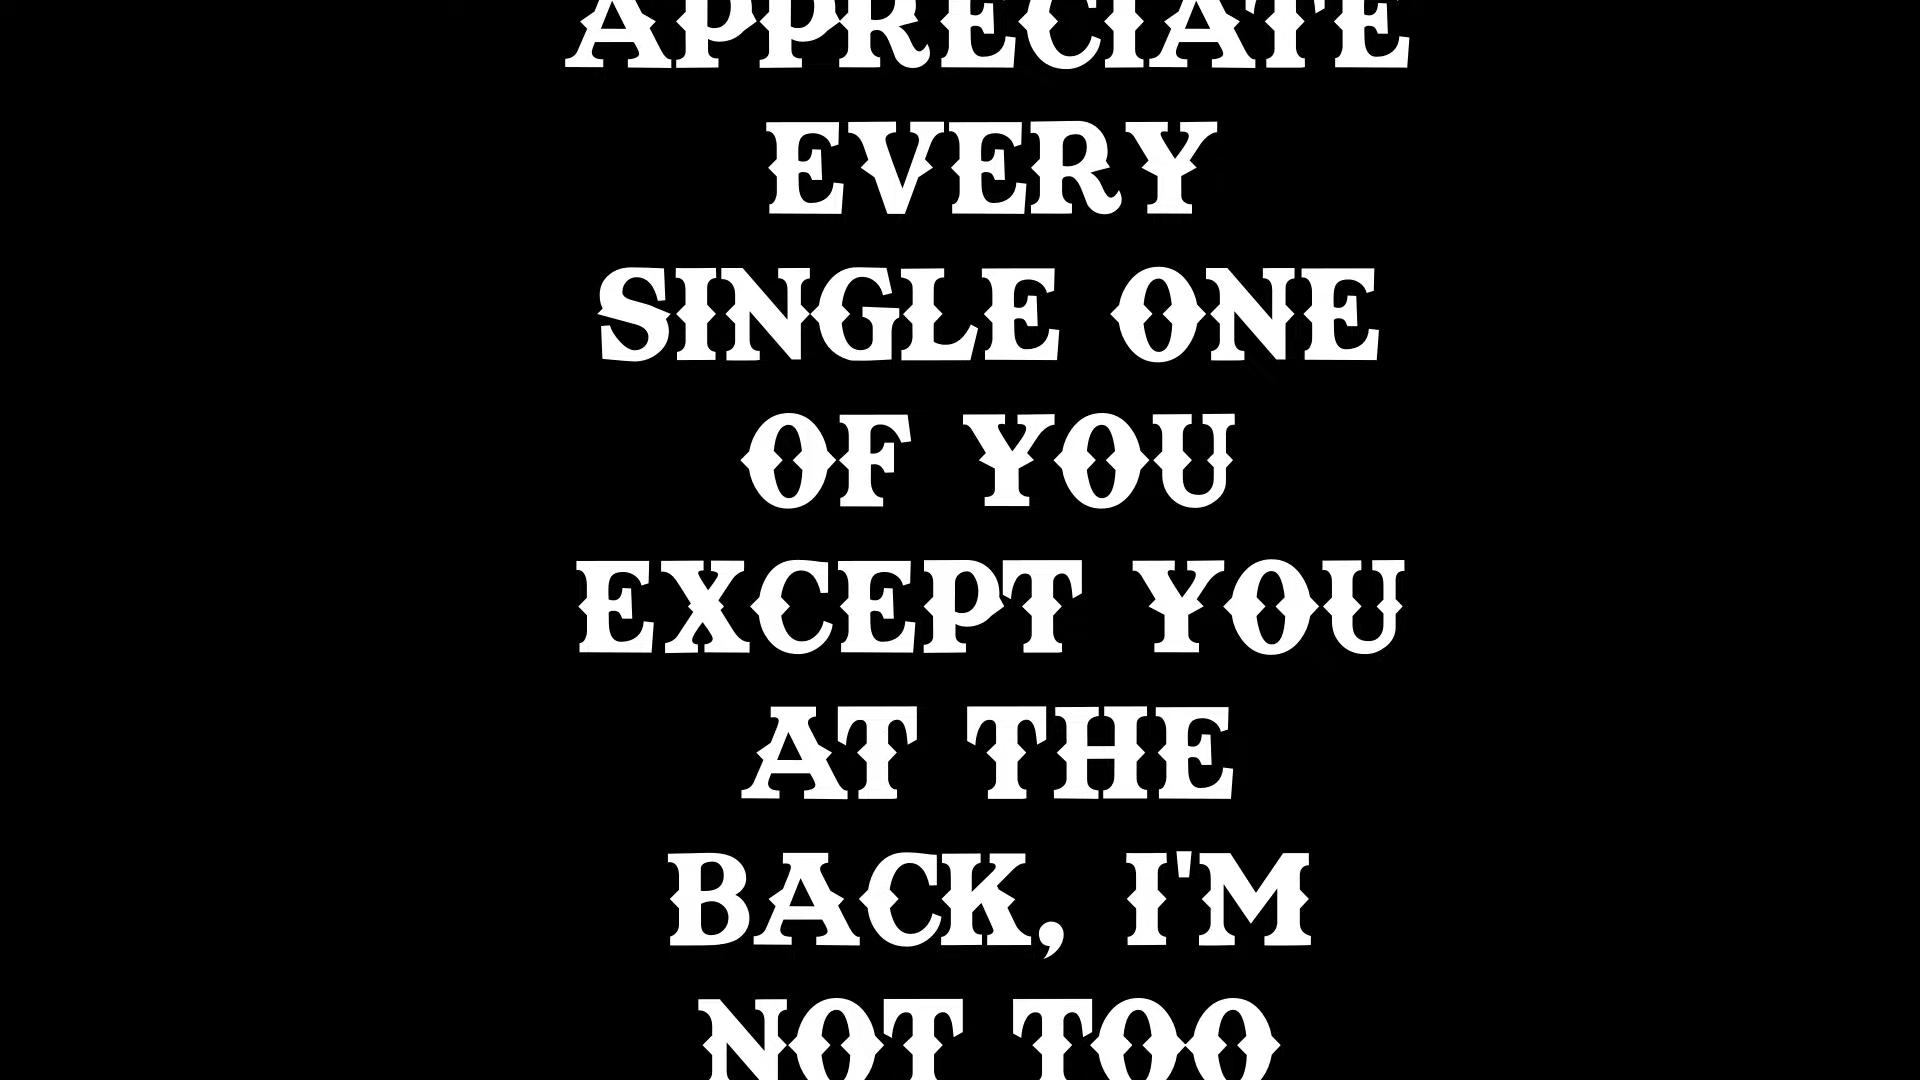 APPRECIATE
EVERY
SINGLE ONE
OF YOU
EXCEPT YOU
AT THE
BACK, I'M
NOT TOO